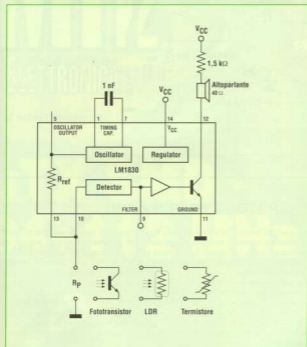 VCC
1,5 kΩ
1 nF
VCC
Altoparlante
40 Ω
5
1
7
14
12
OSCILLATOR
OUTPUT
TIMING
CAP.
VCC
Oscillator
Regulator
LM1830
Rref
Detector
FILTER
GROUND
13
10
9
11
RP
Fototransistor
LDR
Termistore